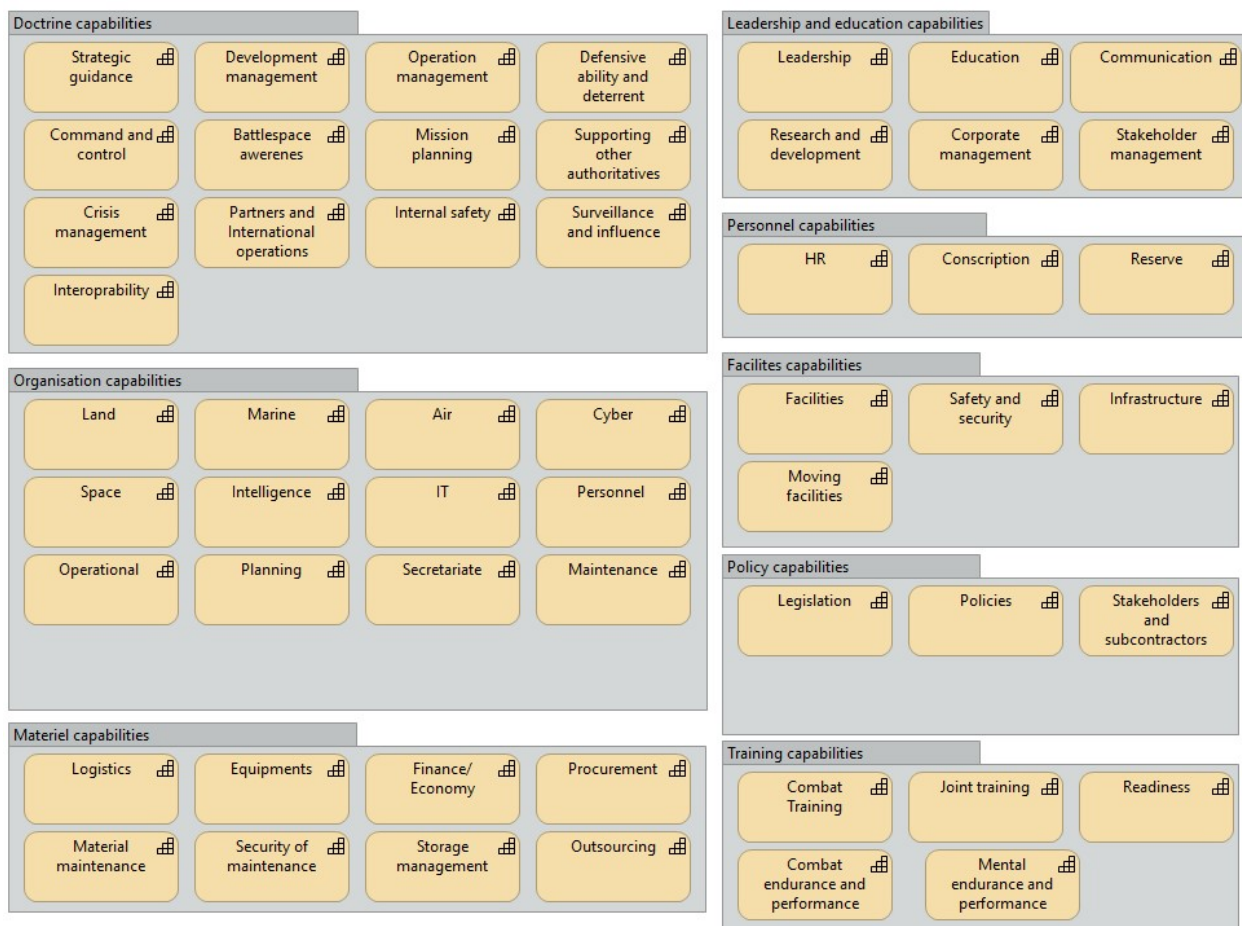 Doctrine capabilities
Strategic
guidance
Development
management
Operation
management
Defensive
ability and
deterrent
Command and
control
Battlespace
awerenes
Mission
planning
Supporting
other
authoritatives
Crisis
management
Partners and
International
operations
Internal safety
Surveillance
and influence
Interoprability
Organisation capabilities
Land
Marine
Air
Cyber
Space
Intelligence
IT
Personnel
Operational
Planning
Secretariate
Maintenance
Materiel capabilities
Logistics
Equipments
Finance/
Economy
Procurement
Material
maintenance
Security of
maintenance
Storage
management
Outsourcing
Leadership and education capabilities
Leadership
Education
Communication
Research and
development
Corporate
management
Stakeholder
management
Personnel capabilities
HR
Conscription
Reserve
Facilites capabilities
Facilities
Safety and
security
Infrastructure
Moving
facilities
Policy capabilities
Legislation
Policies
Stakeholders
and
subcontractors
Training capabilities
Combat
Training
Joint training
Readiness
Combat
endurance and
performance
Mental
endurance and
performance